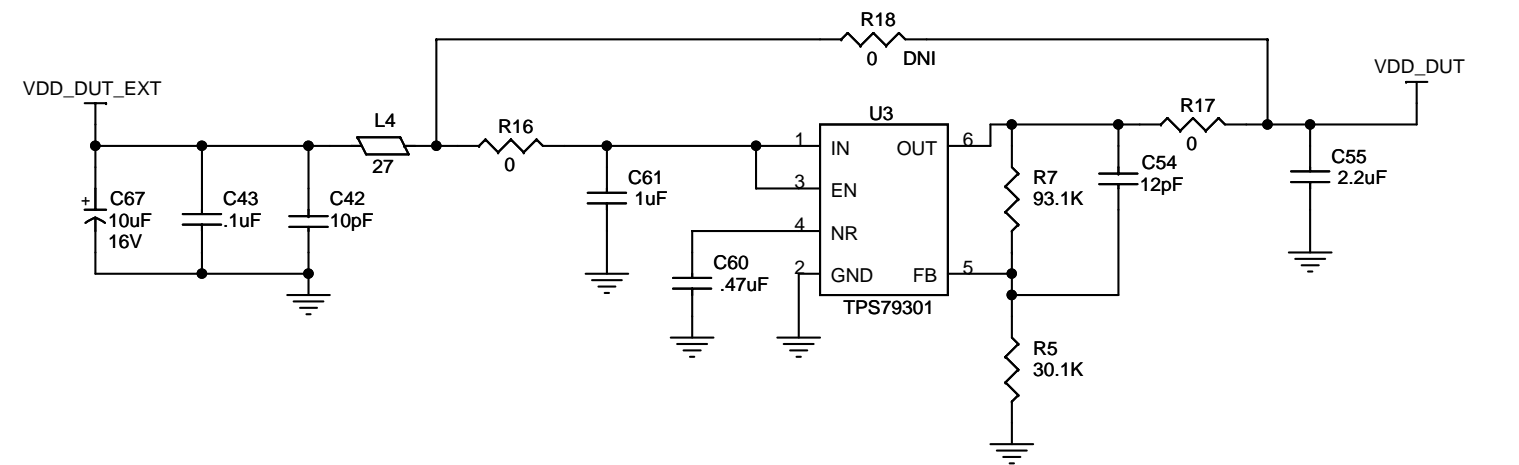 R18
0 DNI
VDD_DUT_EXT
VDD_DUT
L4
27
R16
0
U3
R17
0
1 IN
OUT 6
3 EN
4 NR
2 GND
FB 5
TPS79301
+ C67
10uF
16V
C43
.1uF
C42
10pF
C61
1uF
C60
.47uF
R7
93.1K
C54
12pF
C55
2.2uF
R5
30.1K